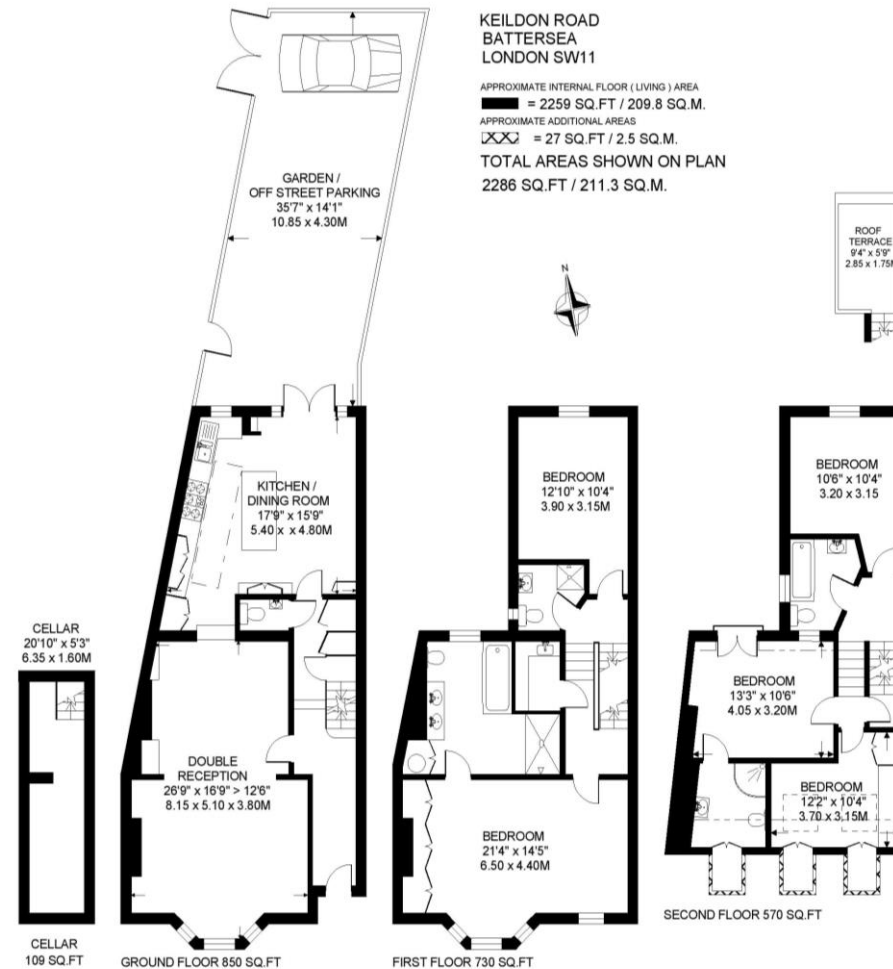 KEILDON ROAD
BATTERSEA
LONDON SW11
APPROXIMATE INTERNAL FLOOR ( LIVING ) AREA
= 2259 SQ.FT / 209.8 SQ.M.
APPROXIMATE ADDITIONAL AREAS
= 27 SQ.FT / 2.5 SQ.M.
TOTAL AREAS SHOWN ON PLAN
2286 SQ.FT / 211.3 SQ.M.
GARDEN /
OFF STREET PARKING
35'7" x 14'1"
10.85 x 4.30M
N
ROOF
TERRACE
9'4" x 5'9"
2.85 x 1.75M
KITCHEN /
DINING ROOM
17'9" x 15'9"
5.40 x x 4.80M
BEDROOM
12'10" x 10'4"
3.90 x 3.15M
BEDROOM
10'6" x 10'4"
3.20 x 3.15
CELLAR
20'10" x 5'3"
6.35 x 1.60M
DOUBLE
RECEPTION
26'9" x 16'9" > 12'6"
8.15 x 5.10 x 3.80M
BEDROOM
21'4" x 14'5"
6.50 x 4.40M
BEDROOM
13'3" x 10'6"
4.05 x 3.20M
BEDROOM
12'2" x 10'4"
3.70 x 3.15M
CELLAR
109 SQ.FT
GROUND FLOOR 850 SQ.FT
FIRST FLOOR 730 SQ.FT
SECOND FLOOR 570 SQ.FT